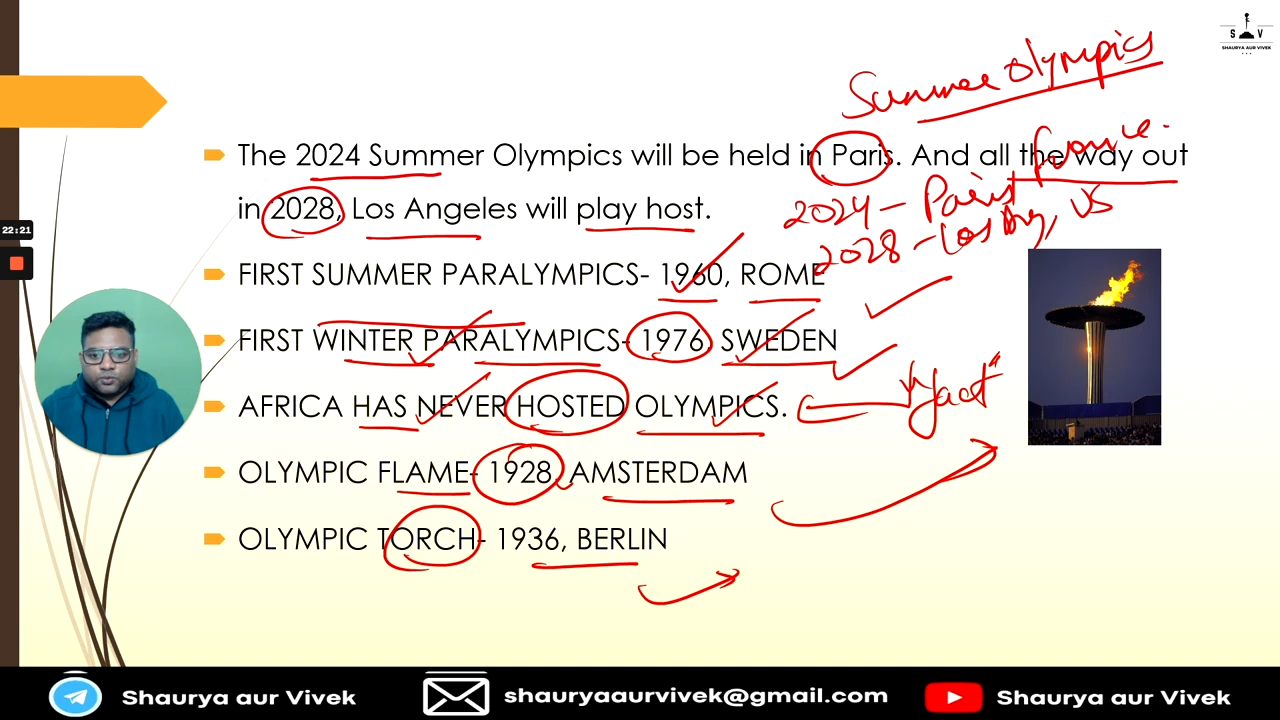 S V
SHAURYA AUR VIVEK
Summer Olympics
The 2024 Summer Olympics will be held in Paris. And all the way out
France.
in 2028, Los Angeles will play host.
2024 - Paris
2028 - Los Ang, US
FIRST SUMMER PARALYMPICS- 1960, ROME
22:21
FIRST WINTER PARALYMPICS- 1976, SWEDEN
AFRICA HAS NEVER HOSTED OLYMPICS.
"fact"
OLYMPIC FLAME- 1928, AMSTERDAM
OLYMPIC TORCH- 1936, BERLIN
Shaurya aur Vivek
shauryaaurvivek@gmail.com
Shaurya aur Vivek